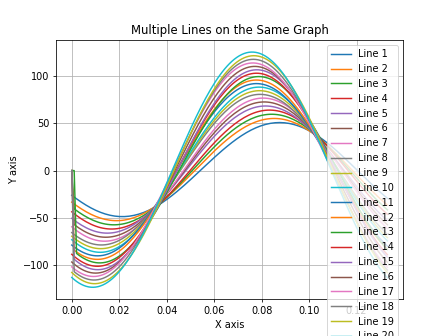 Multiple Lines on the Same Graph
Y axis
100
50
0
−50
−100
0.00
0.02
0.04
0.06
0.08
0.10
X axis
Line 1
Line 2
Line 3
Line 4
Line 5
Line 6
Line 7
Line 8
Line 9
Line 10
Line 11
Line 12
Line 13
Line 14
Line 15
Line 16
Line 17
Line 18
Line 19
Line 20